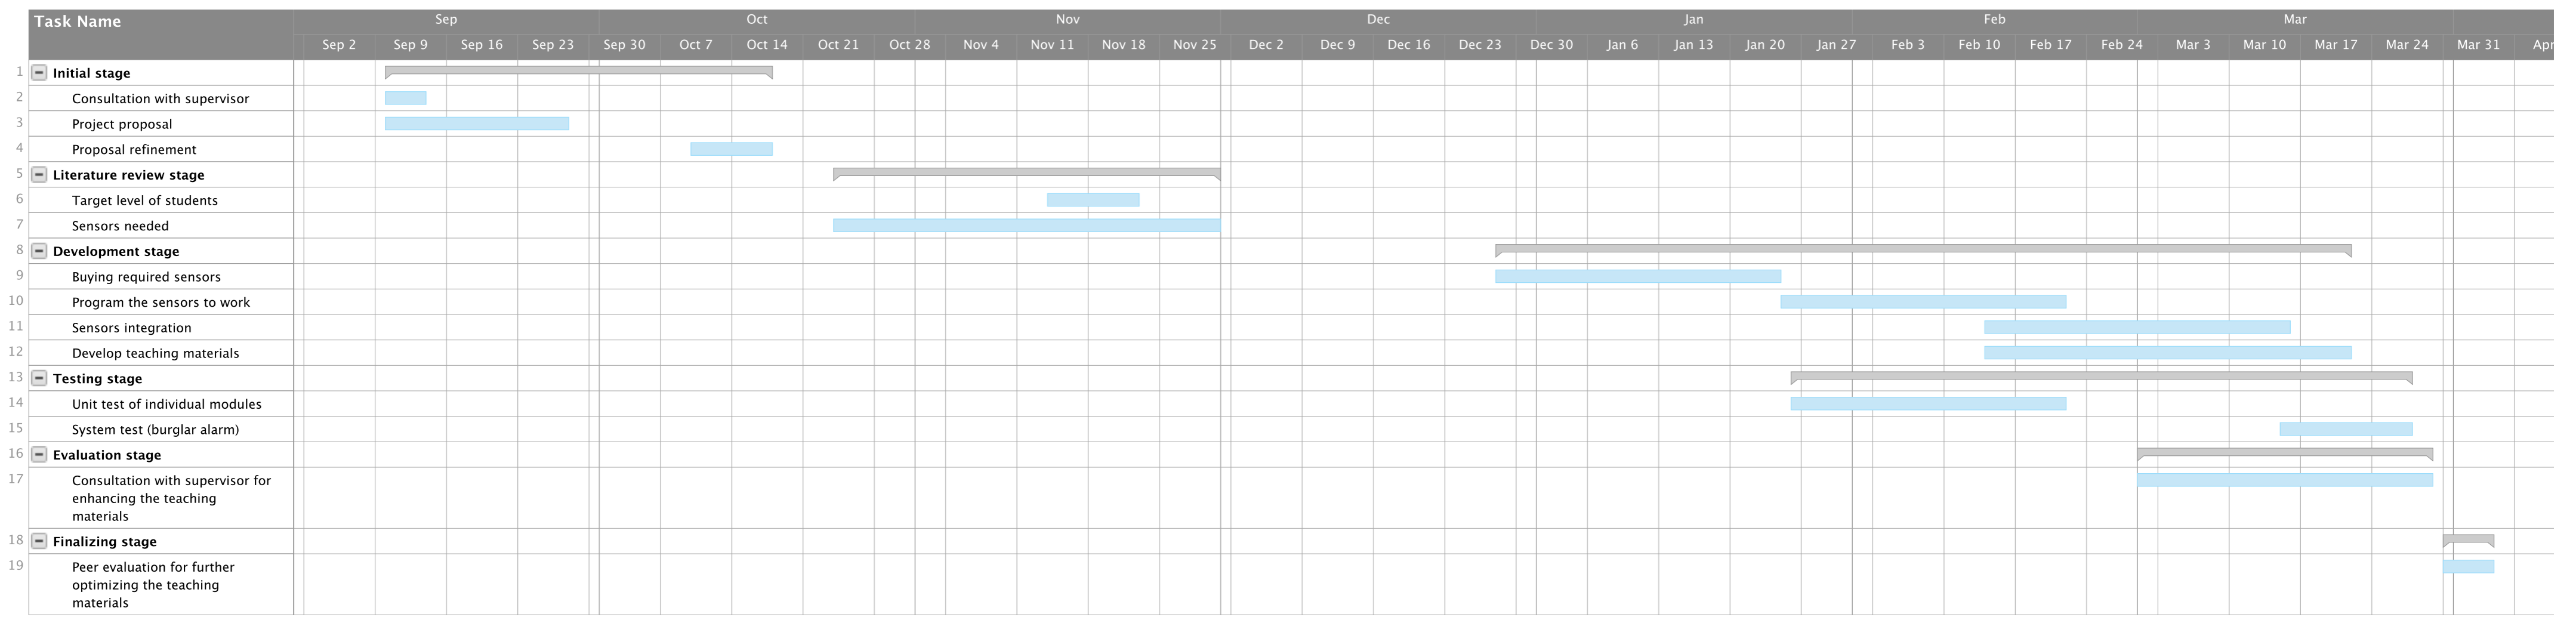 Task Name
Sep Oct Nov Dec Jan Feb Mar
Sep 2 Sep 9 Sep 16 Sep 23 Sep 30 Oct 7 Oct 14 Oct 21 Oct 28 Nov 4 Nov 11 Nov 18 Nov 25 Dec 2 Dec 9 Dec 16 Dec 23 Dec 30 Jan 6 Jan 13 Jan 20 Jan 27 Feb 3 Feb 10 Feb 17 Feb 24 Mar 3 Mar 10 Mar 17 Mar 24 Mar 31 Apr
1 Initial stage
2 Consultation with supervisor
3 Project proposal
4 Proposal refinement
5 Literature review stage
6 Target level of students
7 Sensors needed
8 Development stage
9 Buying required sensors
10 Program the sensors to work
11 Sensors integration
12 Develop teaching materials
13 Testing stage
14 Unit test of individual modules
15 System test (burglar alarm)
16 Evaluation stage
17 Consultation with supervisor for
enhancing the teaching
materials
18 Finalizing stage
19 Peer evaluation for further
optimizing the teaching
materials